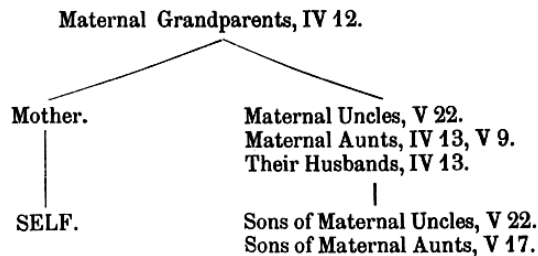 Maternal Grandparents, IV 12.
Mother.
Maternal Uncles, V 22.
Maternal Aunts, IV 13, V 9.
Their Husbands, IV 13.
SELF.
Sons of Maternal Uncles, V 22.
Sons of Maternal Aunts, V 17.